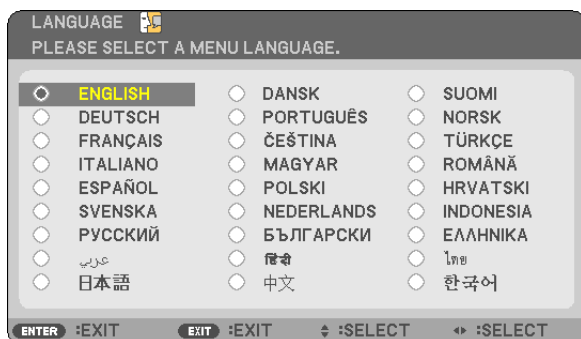 LANGUAGE
PLEASE SELECT A MENU LANGUAGE.
ENGLISH DANSK SUOMI
DEUTSCH PORTUGUÊS NORSK
FRANÇAIS ČEŠTINA TÜRKÇE
ITALIANO MAGYAR ROMÂNĂ
ESPAÑOL POLSKI HRVATSKI
SVENSKA NEDERLANDS INDONESIA
РУССКИЙ БЪЛГАРСКИ ΕΛΛΗΝΙΚΑ
عربي हिंदी ไทย
日本語 中文 한국어
ENTER :EXIT EXIT :EXIT :SELECT :SELECT